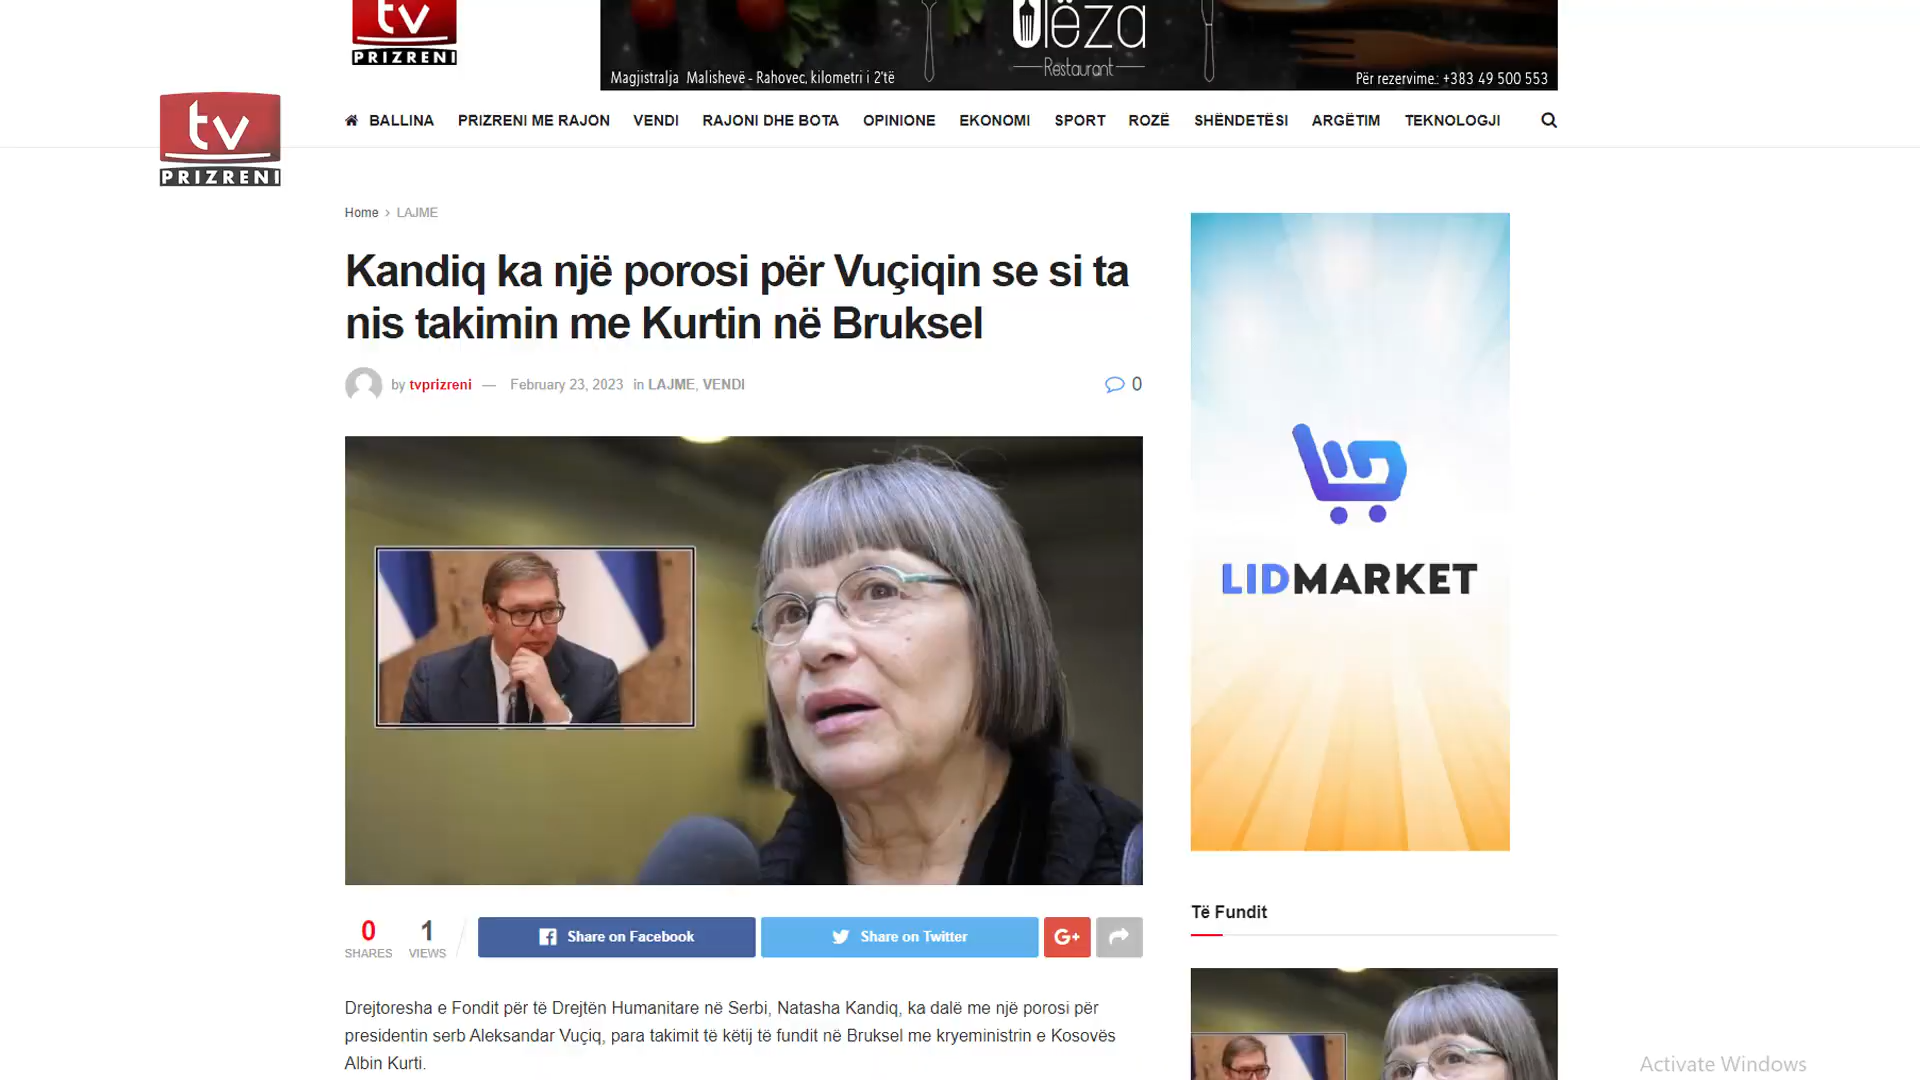 tv
PRIZRENI
lëza
Restaurant
Magjistralja Malishevë - Rahovec, kilometri i 2'të
Për rezervime.: +383 49 500 553
tv
PRIZRENI
BALLINA PRIZRENI ME RAJON VENDI RAJONI DHE BOTA OPINIONE EKONOMI SPORT ROZË SHËNDETËSI ARGËTIM TEKNOLOGJI
Home > LAJME
Kandiq ka një porosi për Vuçiqin se si ta
nis takimin me Kurtin në Bruksel
by tvprizreni — February 23, 2023 in LAJME, VENDI
0
LIDMARKET
0
SHARES
1
VIEWS
Share on Facebook
Share on Twitter
G+
Të Fundit
Drejtoresha e Fondit për të Drejtën Humanitare në Serbi, Natasha Kandiq, ka dalë me një porosi për
presidentin serb Aleksandar Vuçiq, para takimit të këtij të fundit në Bruksel me kryeministrin e Kosovës
Albin Kurti.
Activate Windows